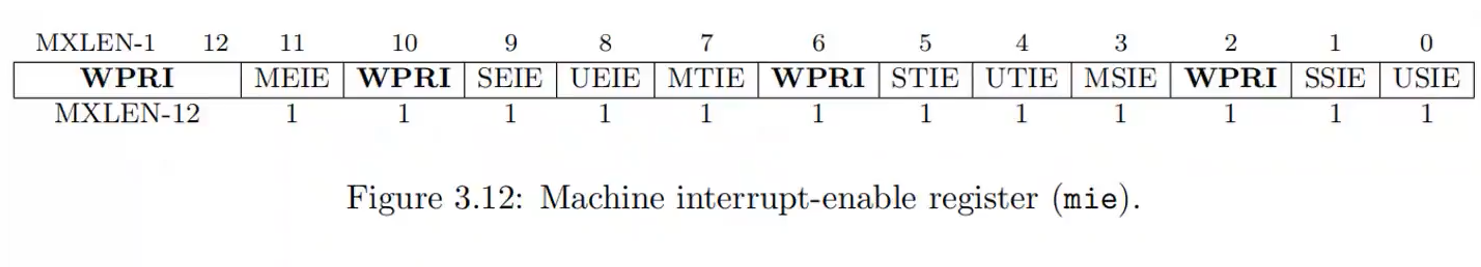 MXLEN-1 12 11 10 9 8 7 6 5 4 3 2 1 0
WPRI MEIE WPRI SEIE UEIE MTIE WPRI STIE UTIE MSIE WPRI SSIE USIE
MXLEN-12 1 1 1 1 1 1 1 1 1 1 1 1
Figure 3.12: Machine interrupt-enable register (mie).